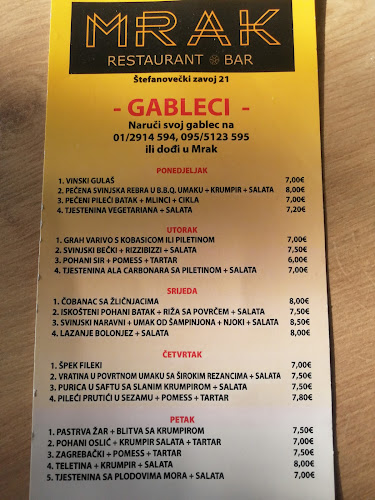 MRAK
RESTAURANT BAR
Štefanovečki zavoj 21
- GABLECI -
Naruči svoj gablec na
01/2914 594, 095/5123 595
ili dođi u Mrak
PONEDJELJAK
1. VINSKI GULAŠ 7,00€
2. PEČENA SVINJSKA REBRA U B.B.Q. UMAKU + KRUMPIR + SALATA 8,00€
3. PEČENI PILEĆI BATAK + MLINCI + CIKLA 7,00€
4. TJESTENINA VEGETARIANA + SALATA 7,20€
UTORAK
1. GRAH VARIVO S KOBASICOM ILI PILETINOM 7,00€
2. SVINJSKI BEČKI + RIZZIBIZZI + SALATA 7,50€
3. POHANI SIR + POMESS + TARTAR 6,00€
4. TJESTENINA ALA CARBONARA SA PILETINOM + SALATA 7,00€
SRIJEDA
1. ČOBANAC SA ŽLIČNJACIMA 8,00€
2. ISKOŠTENI POHANI BATAK + RIŽA SA POVRČEM + SALATA 7,50€
3. SVINJSKI NARAVNI + UMAK OD ŠAMPINJONA + NJOKI + SALATA 8,50€
4. LAZANJE BOLONJEZ + SALATA 8,00€
ČETVRTAK
1. ŠPEK FILEKI 7,00€
2. VRATINA U POVRTNOM UMAKU SA ŠIROKIM REZANCIMA + SALATA 7,50€
3. PURICA U SAFTU SA SLANIM KRUMPIROM + SALATA 7,50€
4. PILEĆI PRUTIĆI U SEZAMU + POMESS + TARTAR 7,80€
PETAK
1. PASTRVA ŽAR + BLITVA SA KRUMPIROM 7,50€
2. POHANI OSLIĆ + KRUMPIR SALATA + TARTAR 7,00€
3. ZAGREBAČKI + POMESS + TARTAR 7,50€
4. TELETINA + KRUMPIR + SALATA 8,00€
5. TJESTENINA SA PLODOVIMA MORA + SALATA 7,00€